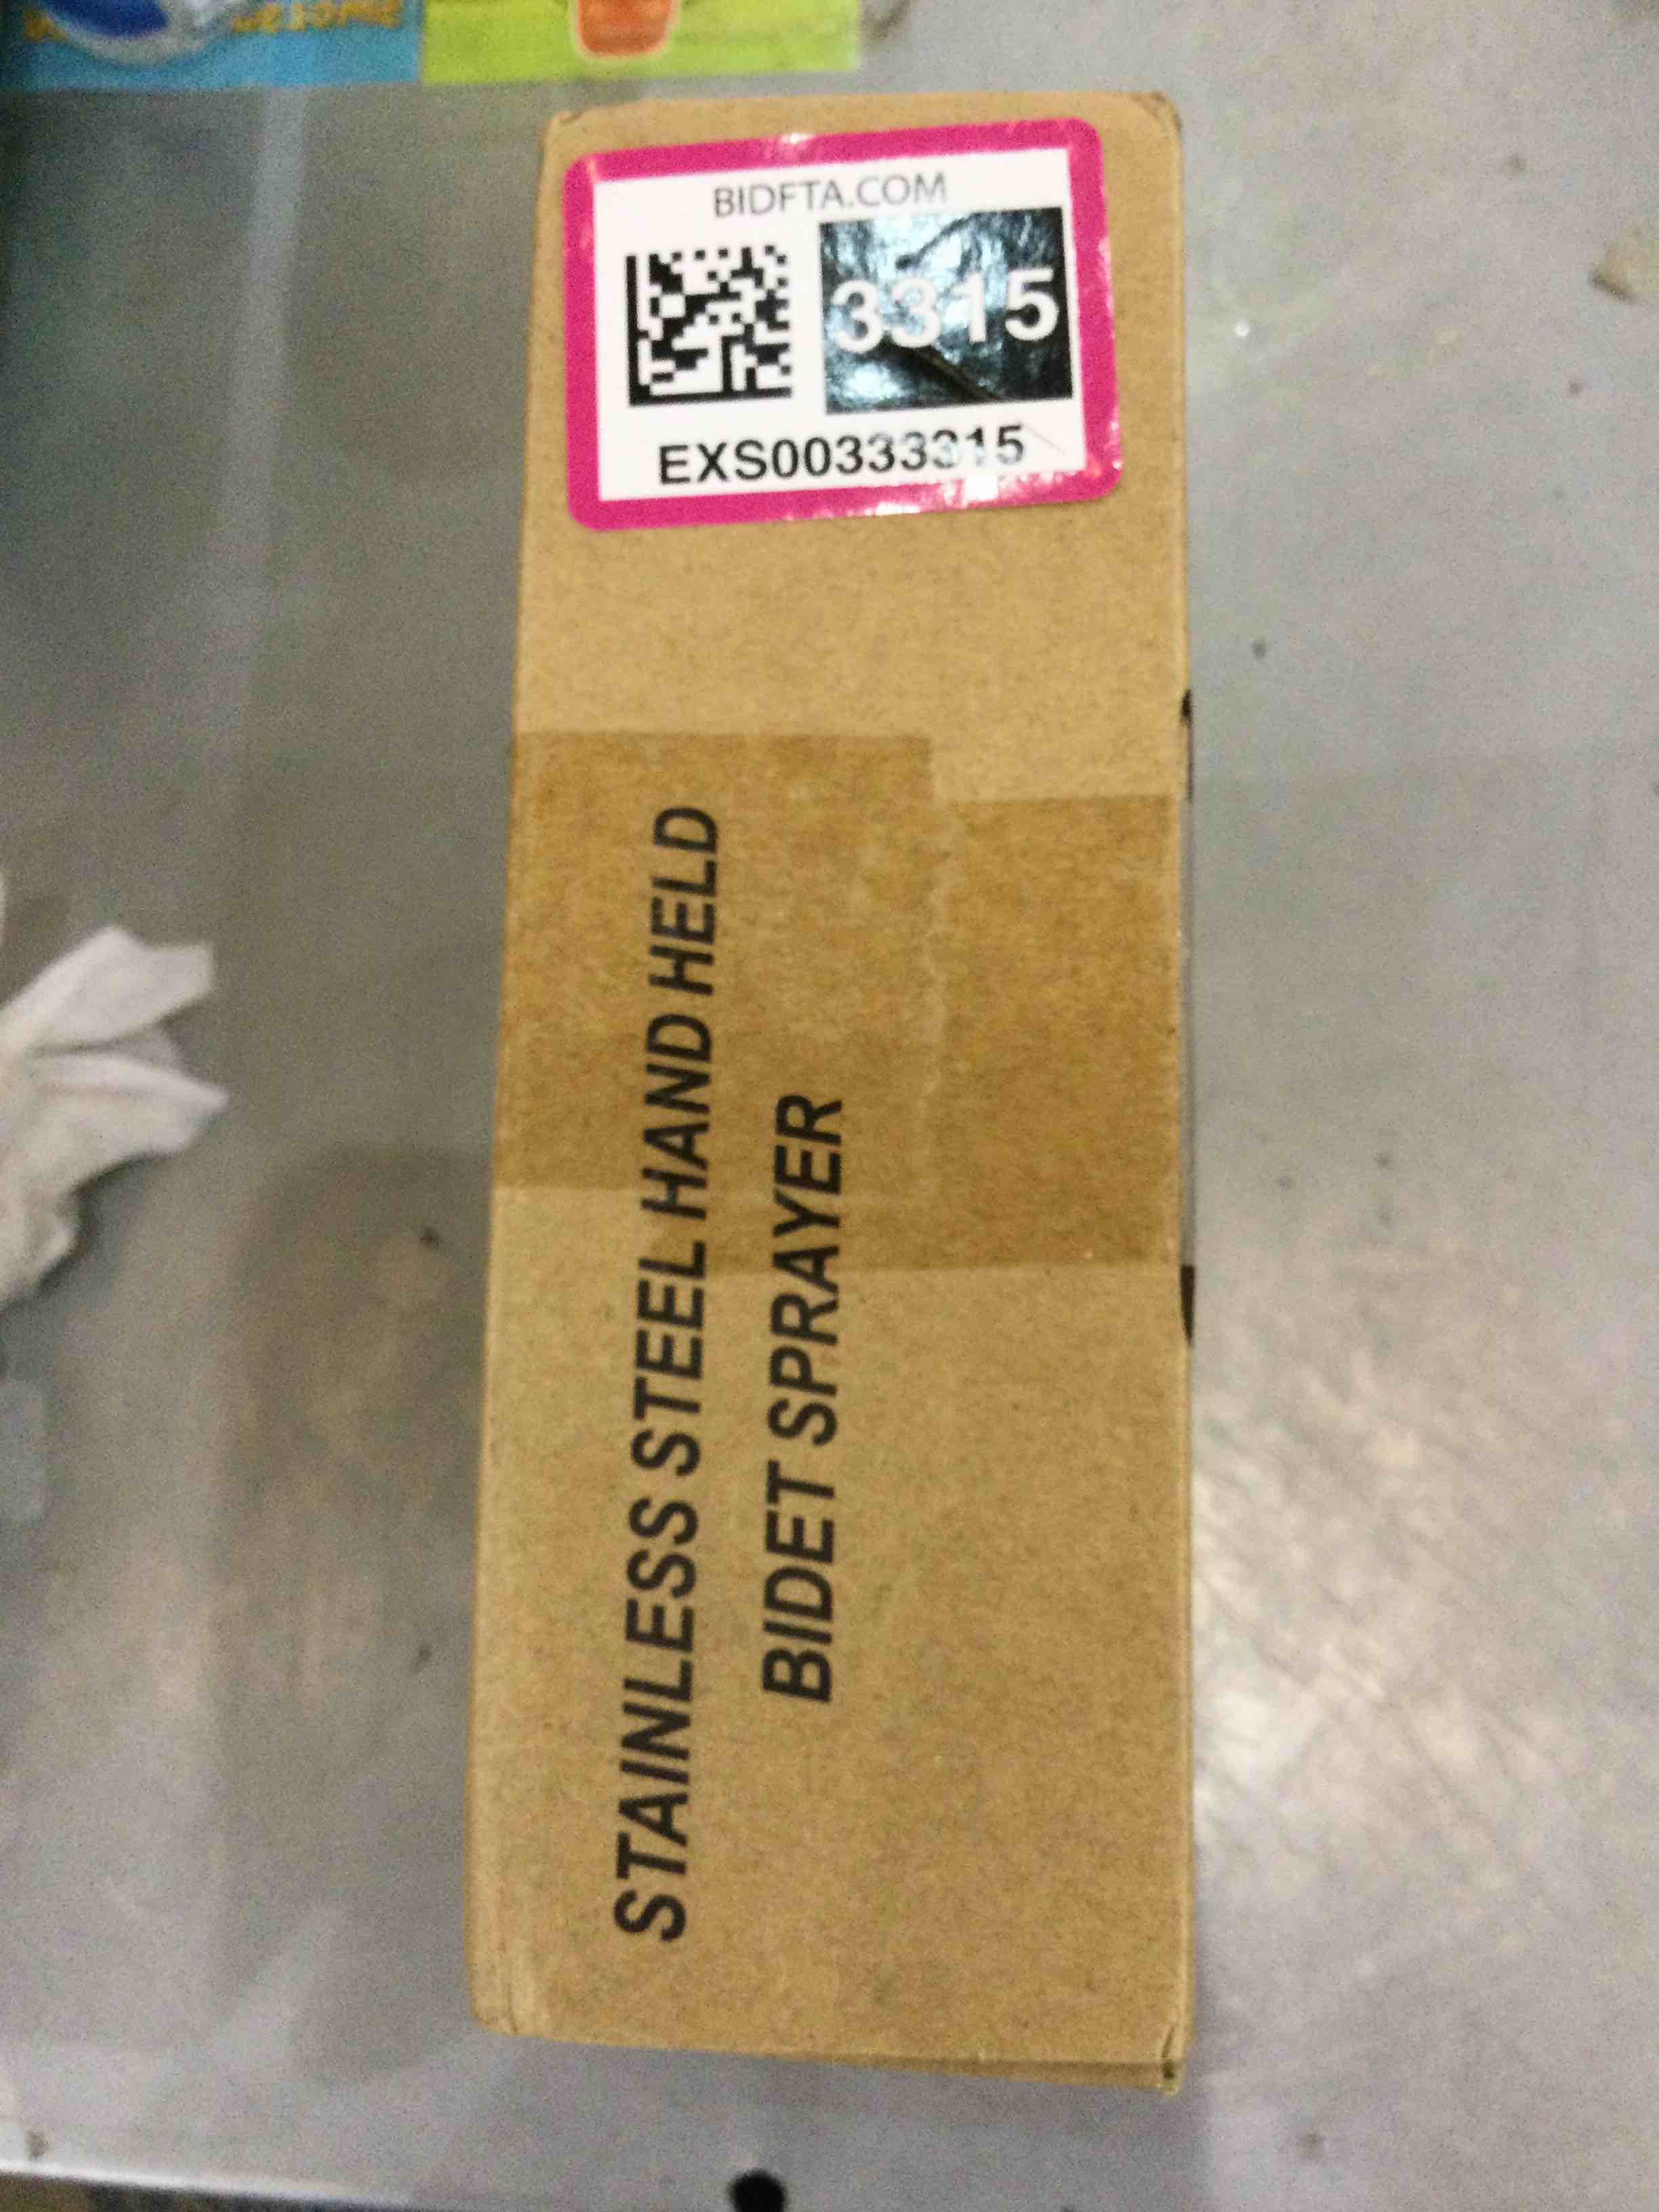 BIDFTA.COM
3315
EXS00333315
STAINLESS STEEL HAND HELD
BIDET SPRAYER